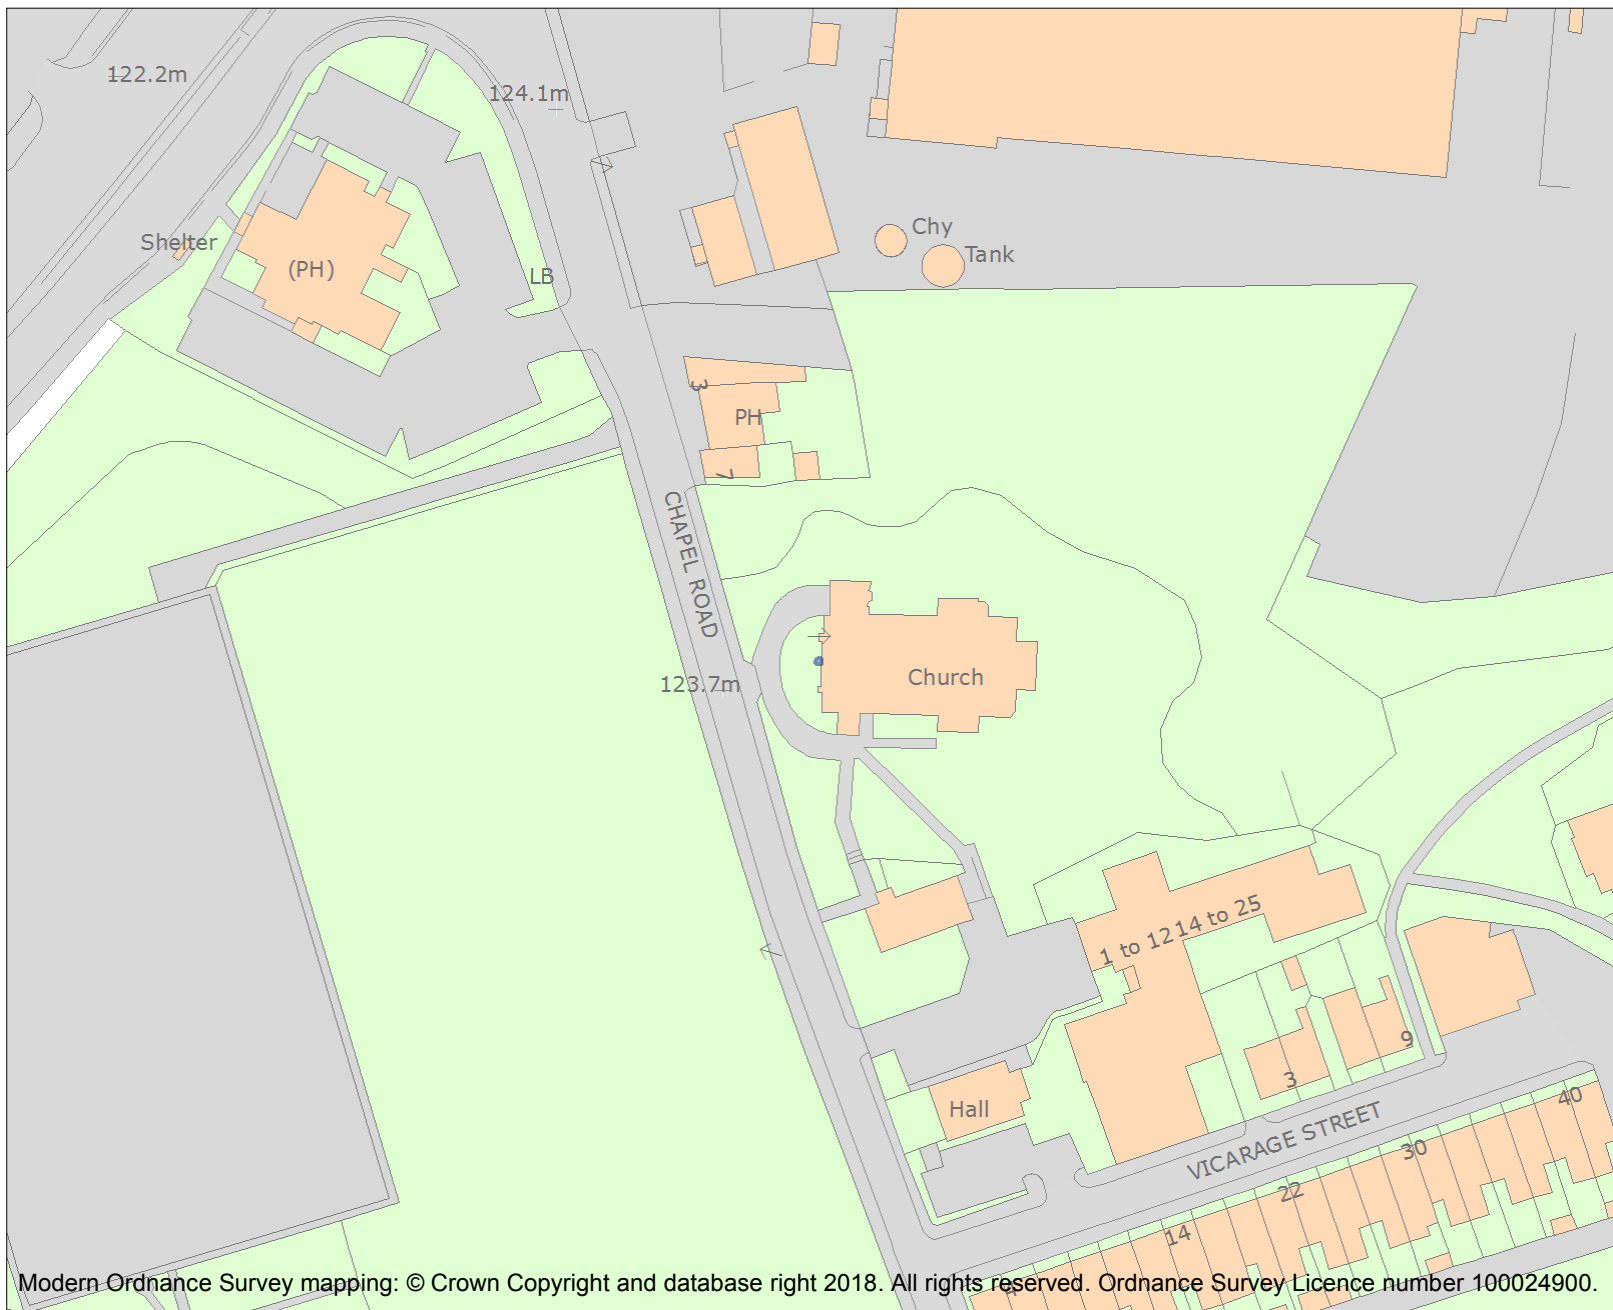 122.2m
124.1m
Shelter
(PH)
LB
Chy
Tank
3
PH
7
CHAPEL ROAD
Church
123.7m
1 to 12 14 to 25
9
3
Hall
VICARAGE STREET
40
30
22
14
Modern Ordnance Survey mapping: © Crown Copyright and database right 2018. All rights reserved. Ordnance Survey Licence number 100024900.